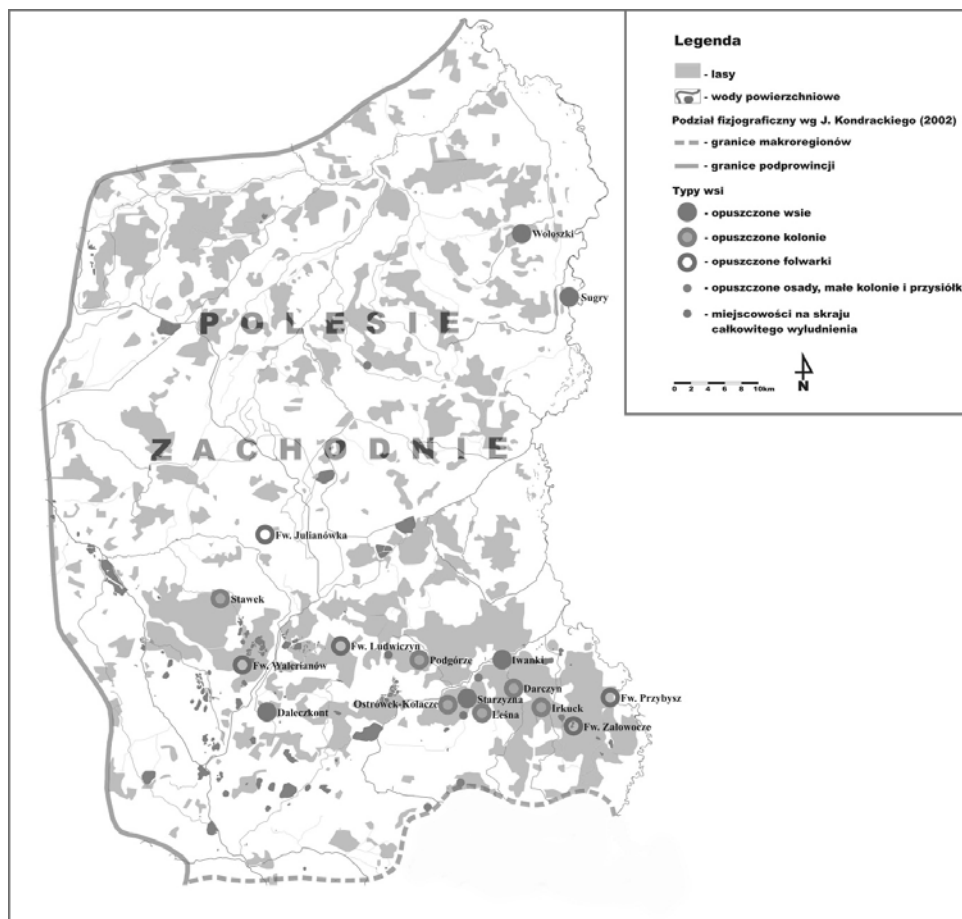 Legenda
- lasy
- wody powierzchniowe
Podział fizjograficzny wg J. Kondrackiego (2002)
- granice makroregionów
- granice podprowincji
Typy wsi
- opuszczone wsie
- opuszczone kolonie
- opuszczone folwarki
- opuszczone osady, małe kolonie i przysiółk
- miejscowości na skraju
całkowitego wyludnienia
0 2 4 6 8 10km
N
Wołoszki
Sugry
POLESIE
ZACHODNIE
Fw. Julianówka
Stawek
Fw. Ludwiczyn
Podgórze
Iwanki
Fw. Walerianów
Darczyn
Fw. Przybysz
Ostrówek-Kołacze
Starzyzna
Irkuck
Daleczkont
Leśna
Fw. Załowocze